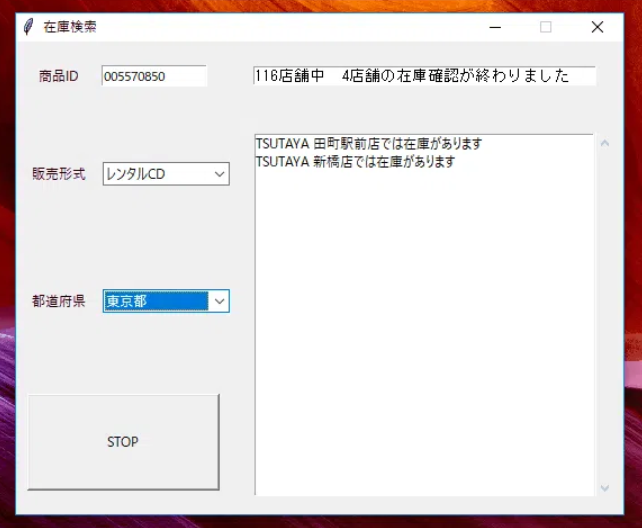 在庫検索
商品ID
005570850
116店舗中　4店舗の在庫確認が終わりました
TSUTAYA 田町駅前店では在庫があります
TSUTAYA 新橋店では在庫があります
販売形式
レンタルCD
都道府県
東京都
STOP